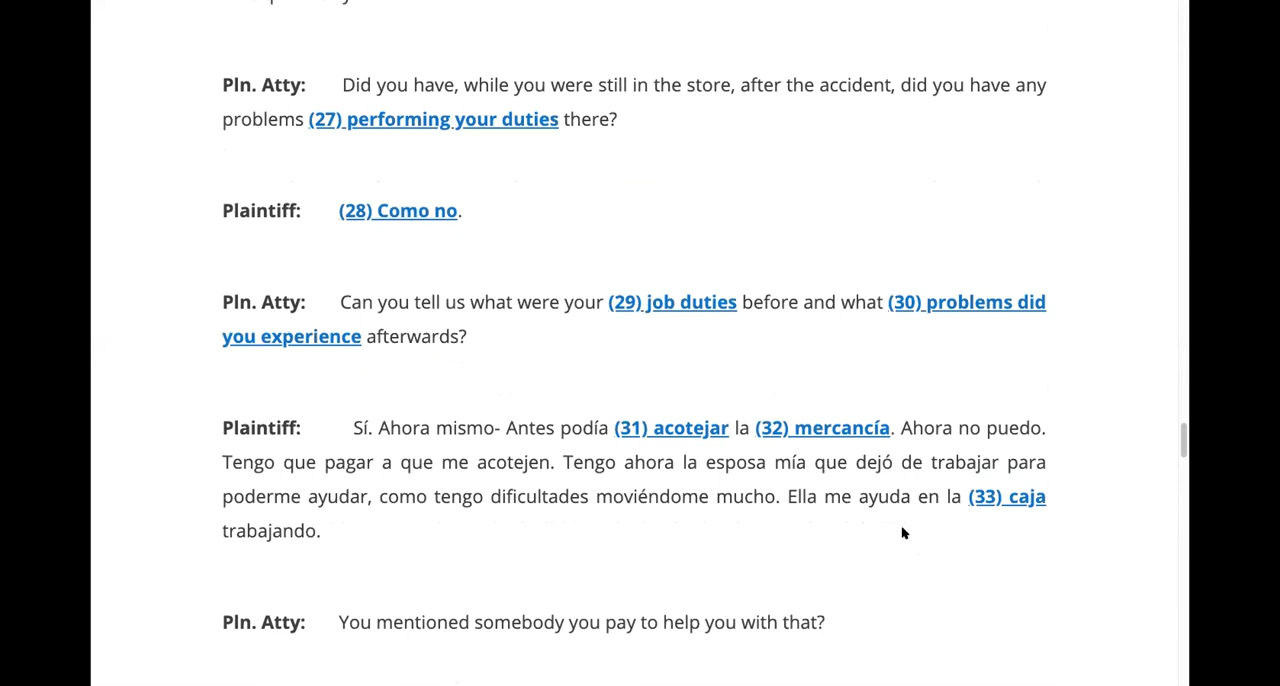 Pln. Atty: Did you have, while you were still in the store, after the accident, did you have any
problems (27) performing your duties there?
Plaintiff: (28) Como no.
Pln. Atty: Can you tell us what were your (29) job duties before and what (30) problems did
you experience afterwards?
Plaintiff: Sí. Ahora mismo- Antes podía (31) acotejar la (32) mercancía. Ahora no puedo.
Tengo que pagar a que me acotejen. Tengo ahora la esposa mía que dejó de trabajar para
poderme ayudar, como tengo dificultades moviéndome mucho. Ella me ayuda en la (33) caja
trabajando.
Pln. Atty: You mentioned somebody you pay to help you with that?